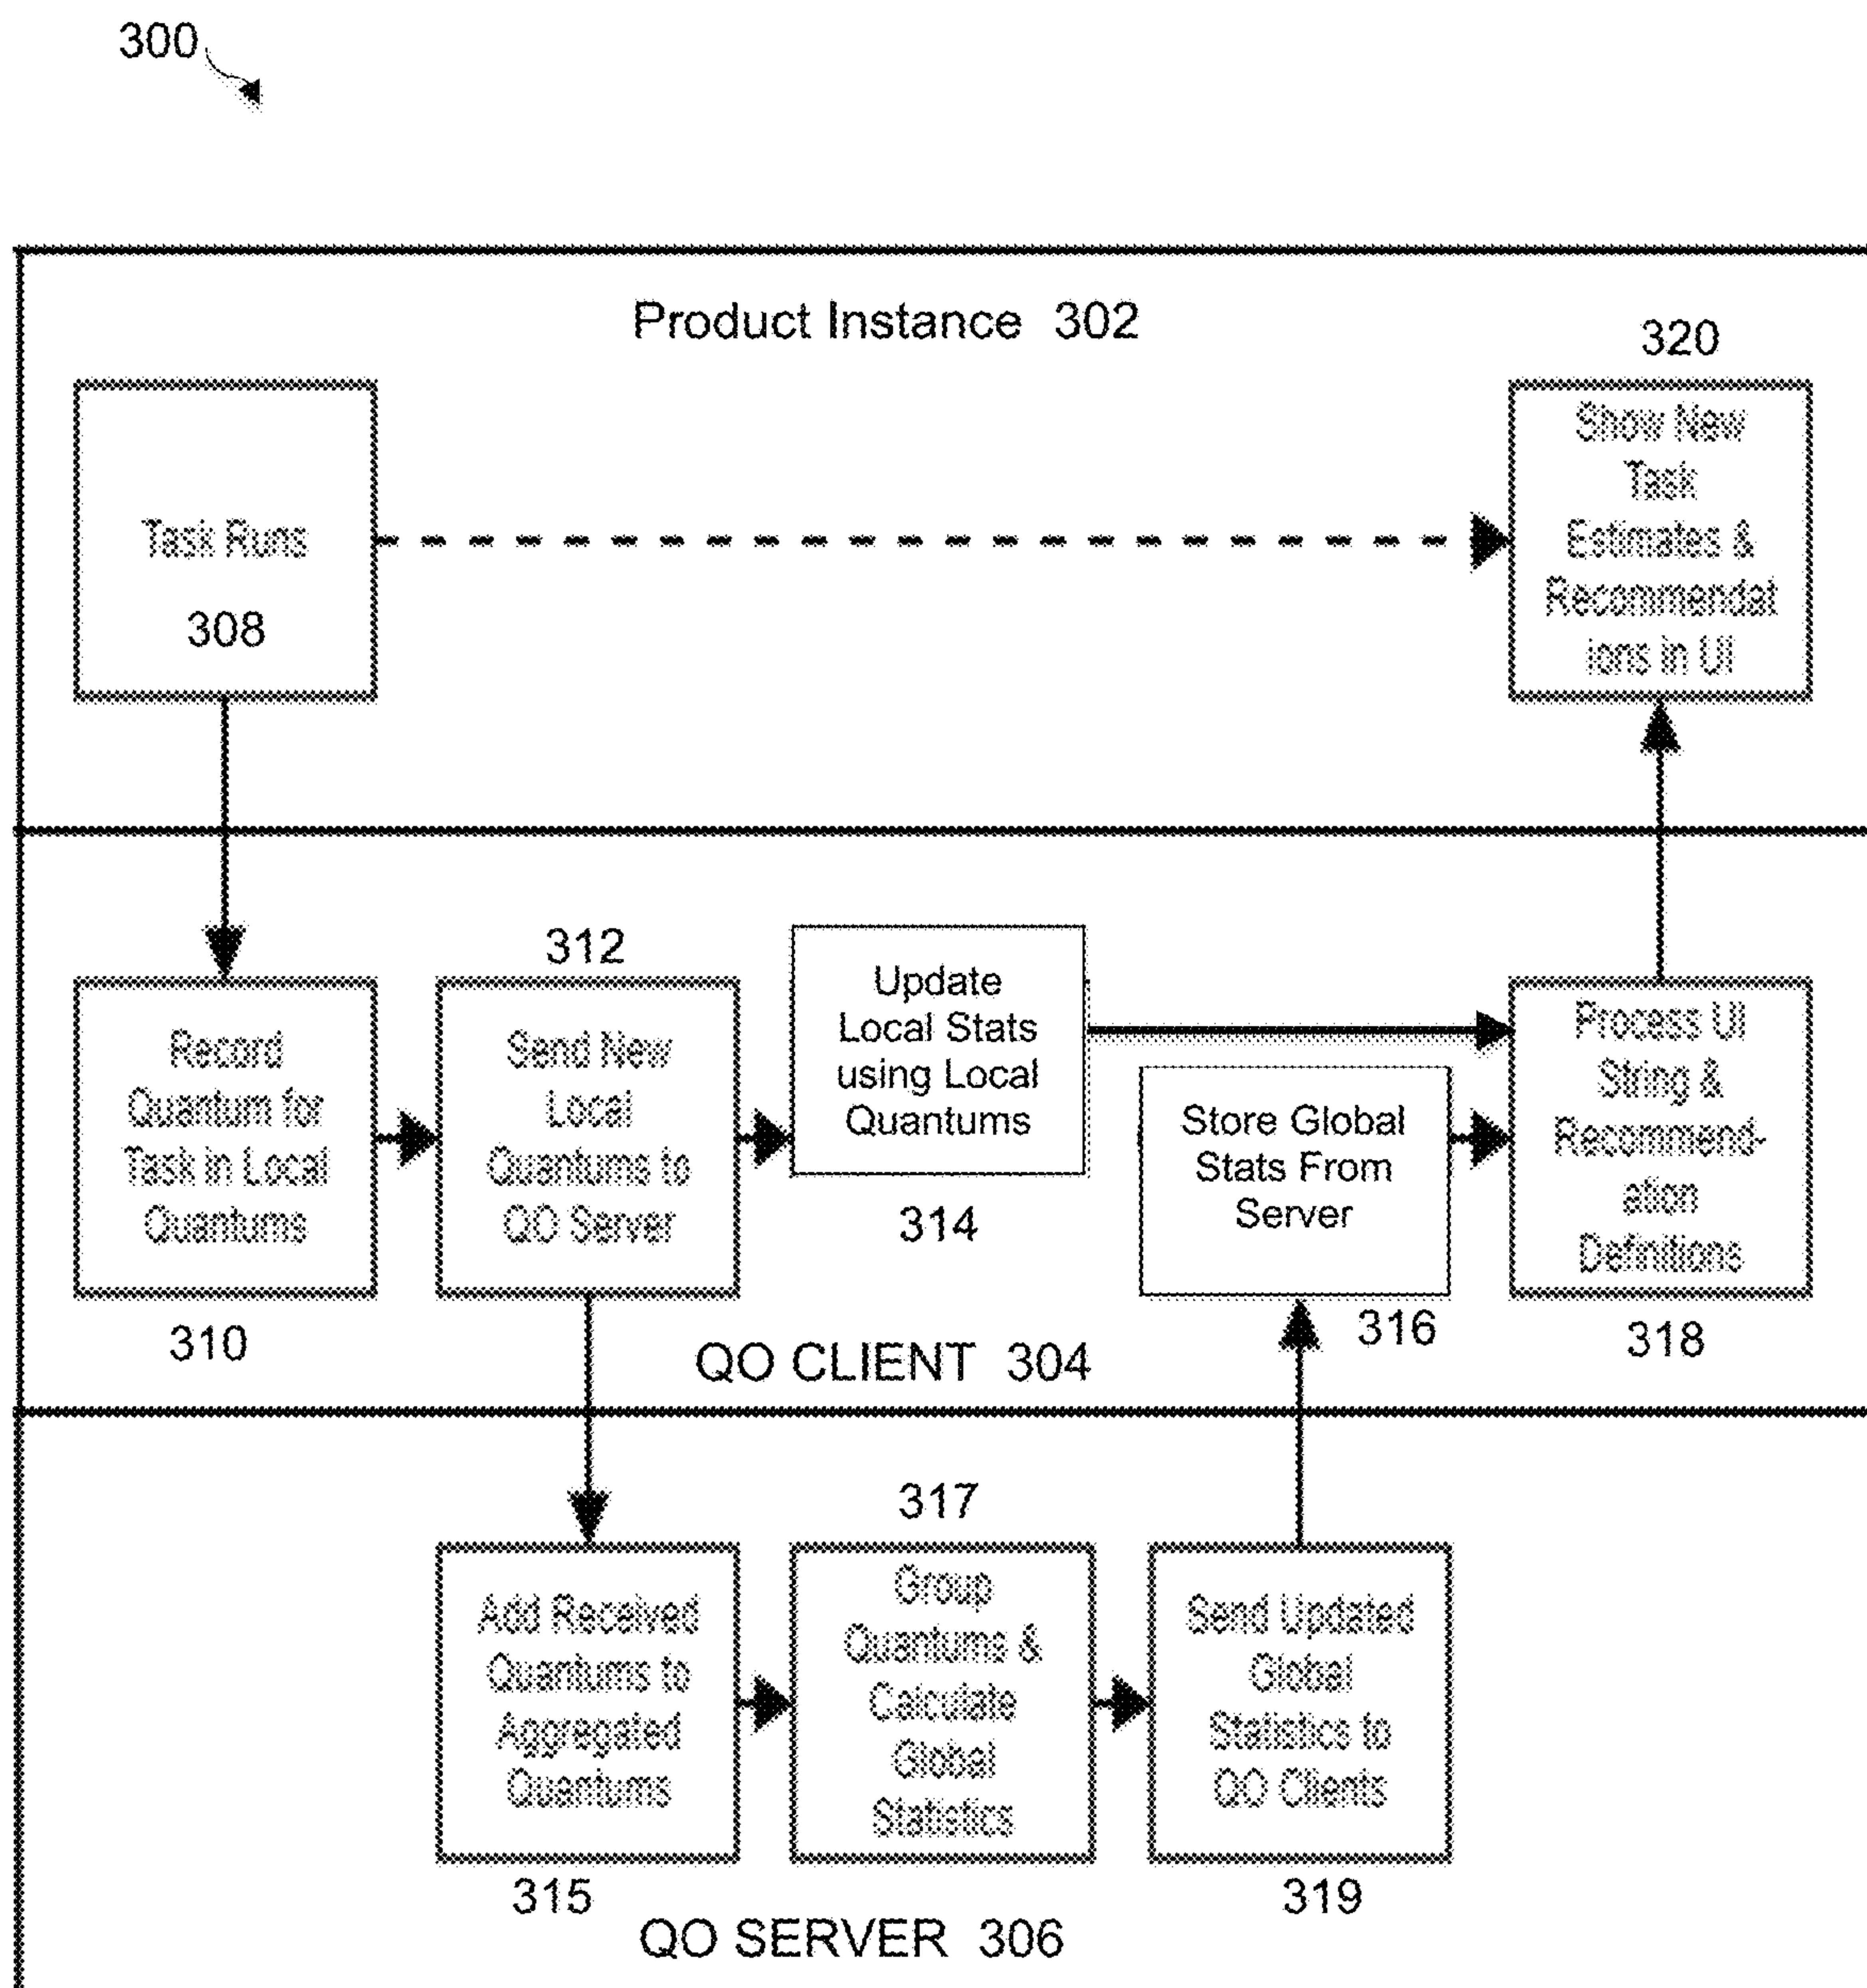 300
Product Instance 302
320
Task Runs
308
Show New
Task
Estimates &
Recommendat
ions in UI
312
Record
Quantum for
Task in Local
Quantums
310
Send New
Local
Quantums to
QO Server
Update
Local Stats
using Local
Quantums
314
Store Global
Stats From
Server
316
Process UI
String &
Recommend-
ation
Definitions
318
QO CLIENT 304
317
Add Received
Quantums to
Aggregated
Quantums
315
Group
Quantums &
Calculate
Global
Statistics
Send Updated
Global
Statistics to
QO Clients
319
QO SERVER 306